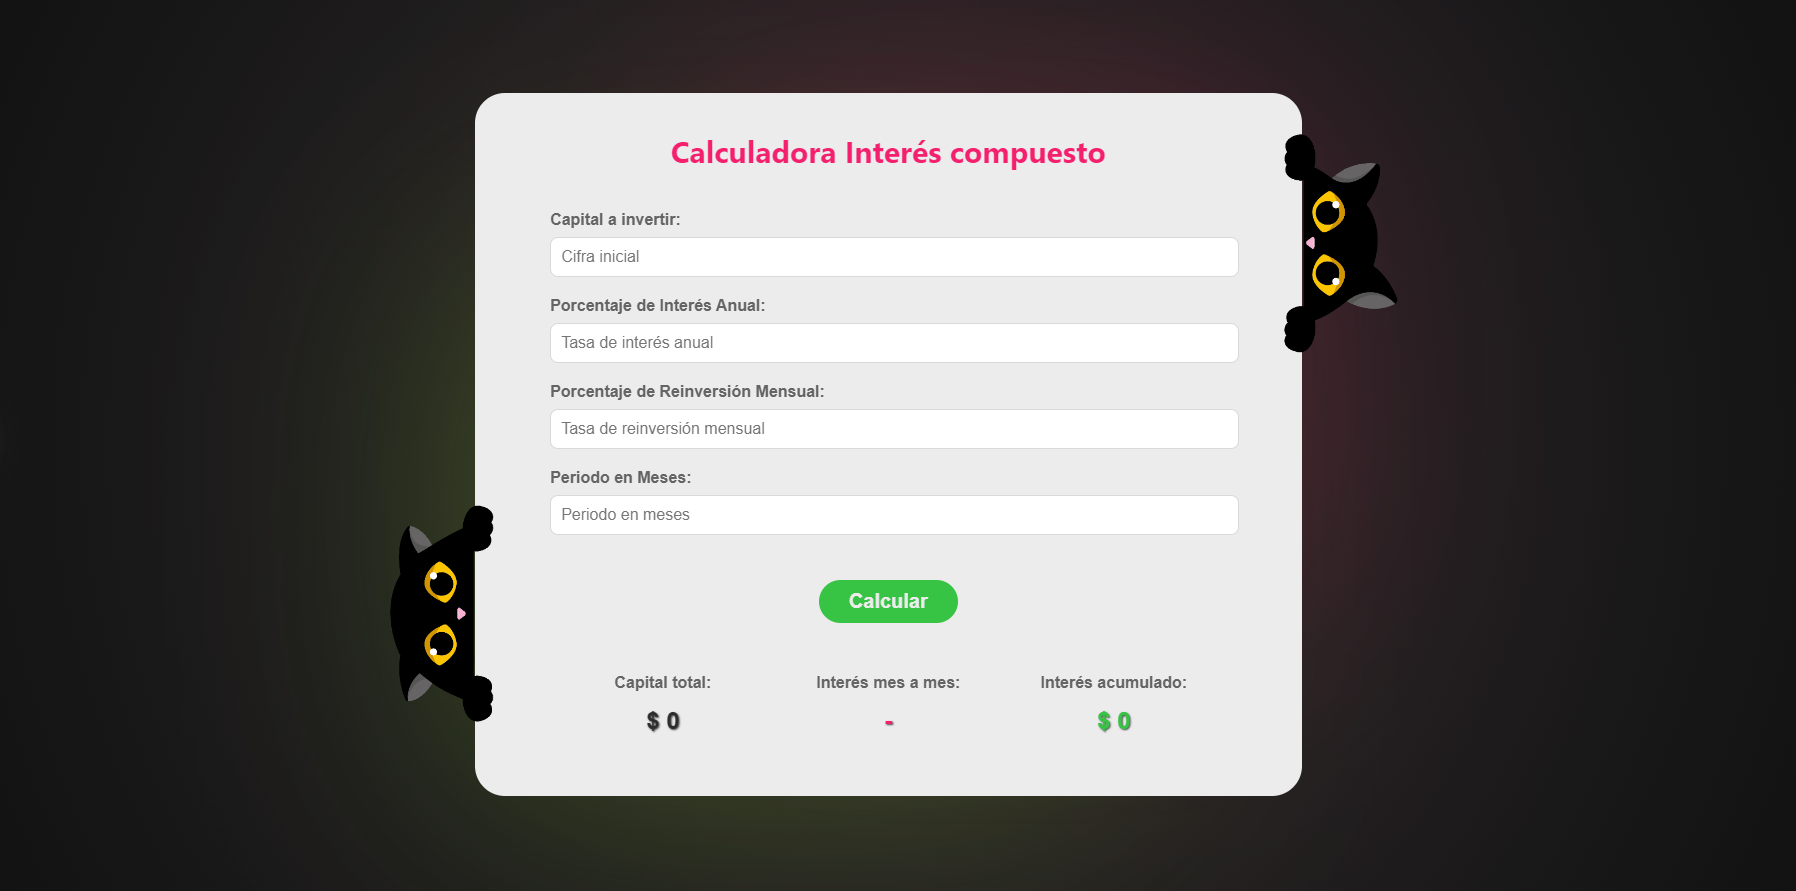 Calculadora Interés compuesto
Capital a invertir:
Cifra inicial
Porcentaje de Interés Anual:
Tasa de interés anual
Porcentaje de Reinversión Mensual:
Tasa de reinversión mensual
Periodo en Meses:
Periodo en meses
Calcular
Capital total: Interés mes a mes: Interés acumulado:
$ 0 - $ 0